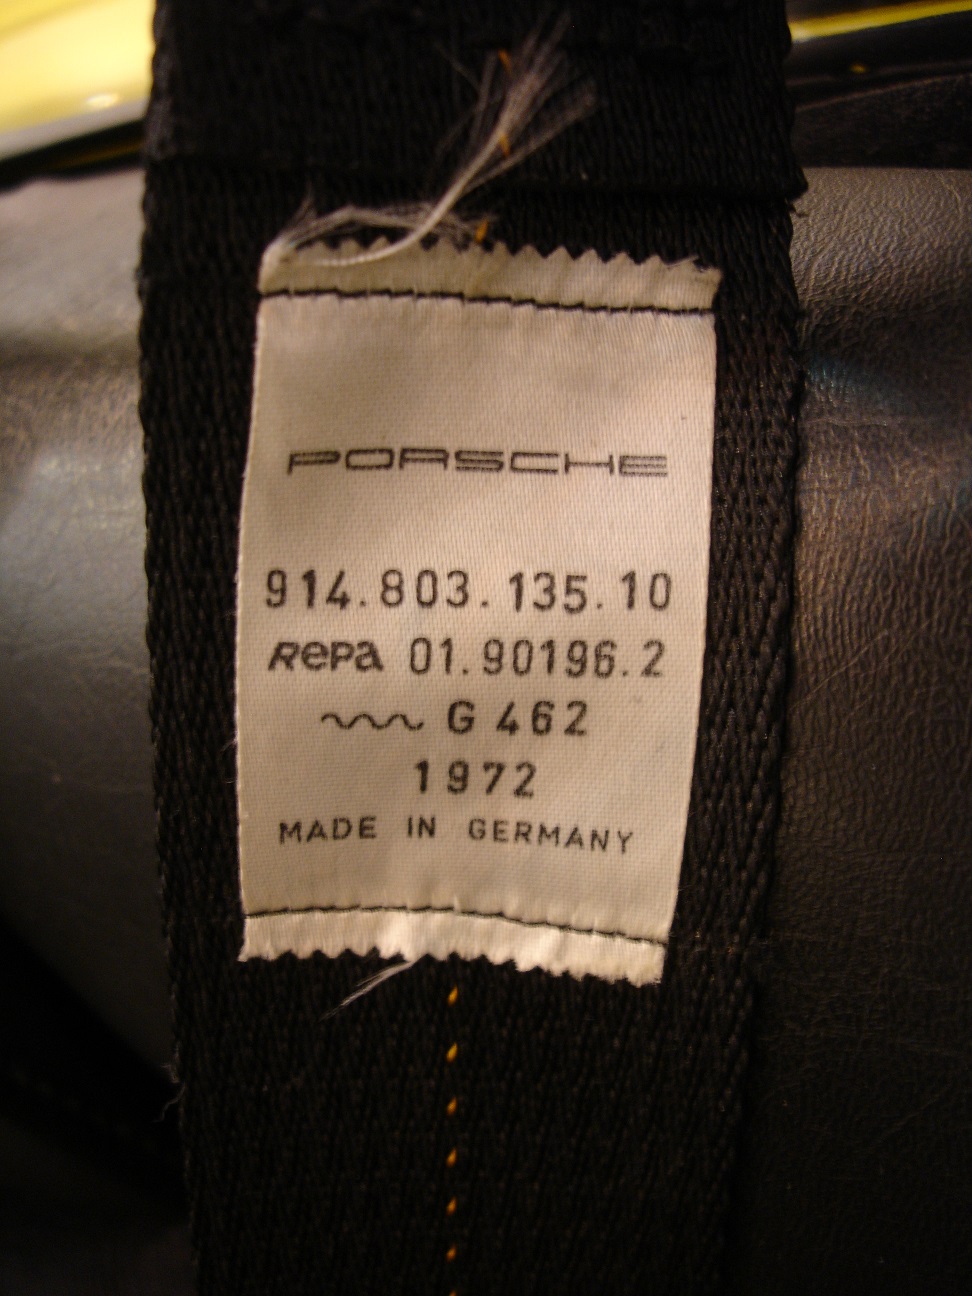 PORSCHE
914.803.135.10
RepA 01.90196.2
G 462
1972
MADE IN GERMANY